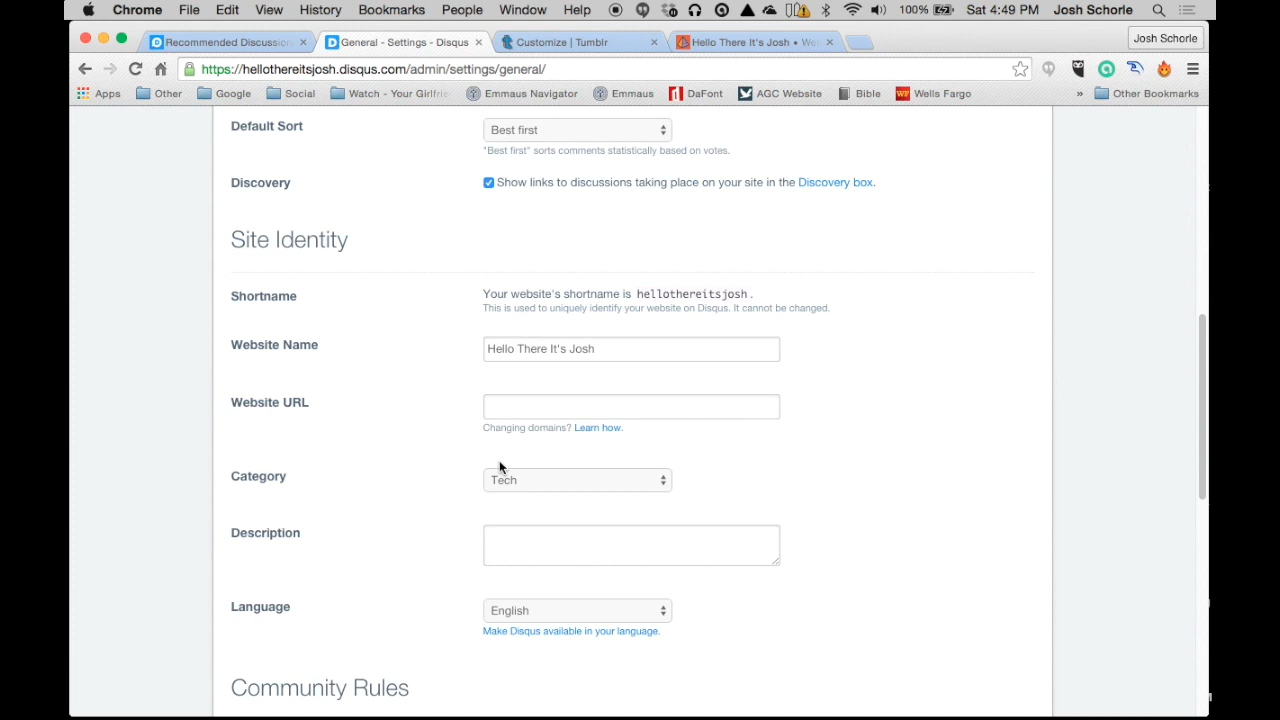 Chrome File Edit View History Bookmarks People Window Help 100% Sat 4:49 PM Josh Schorle
Recommended Discussion General - Settings - Disqus Customize | Tumblr Hello There It's Josh • We Josh Schorle
https://hellothereitsjosh.disqus.com/admin/settings/general/
Apps Other Google Social Watch - Your Girlfrie Emmaus Navigator Emmaus DaFont AGC Website Bible Wells Fargo » Other Bookmarks
Default Sort
Best first
"Best first" sorts comments statistically based on votes.
Discovery
Show links to discussions taking place on your site in the Discovery box.
Site Identity
Shortname
Your website's shortname is hellothereitsjosh.
This is used to uniquely identify your website on Disqus. It cannot be changed.
Website Name
Hello There It's Josh
Website URL
Changing domains? Learn how.
Category
Tech
Description
Language
English
Make Disqus available in your language.
Community Rules